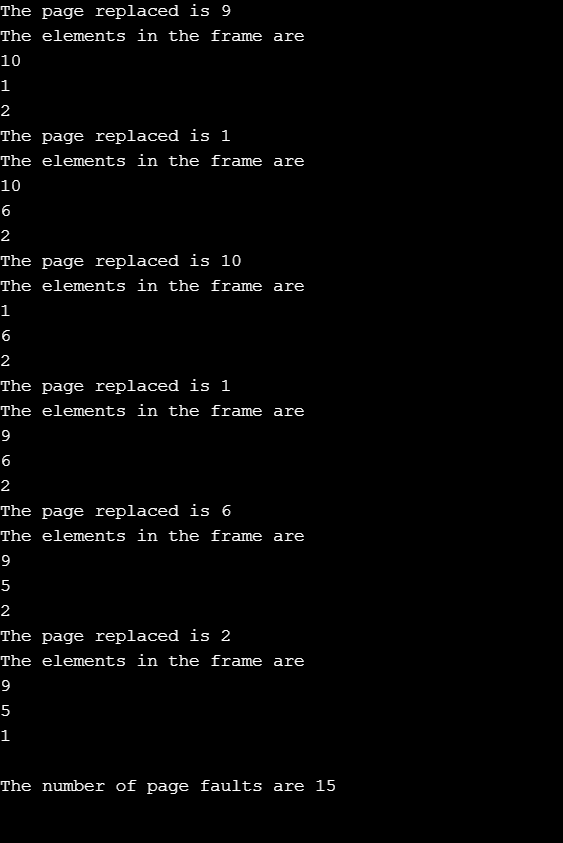 The page replaced is 9
The elements in the frame are
10
1
2
The page replaced is 1
The elements in the frame are
10
6
2
The page replaced is 10
The elements in the frame are
1
6
2
The page replaced is 1
The elements in the frame are
9
6
2
The page replaced is 6
The elements in the frame are
9
5
2
The page replaced is 2
The elements in the frame are
9
5
1
The number of page faults are 15